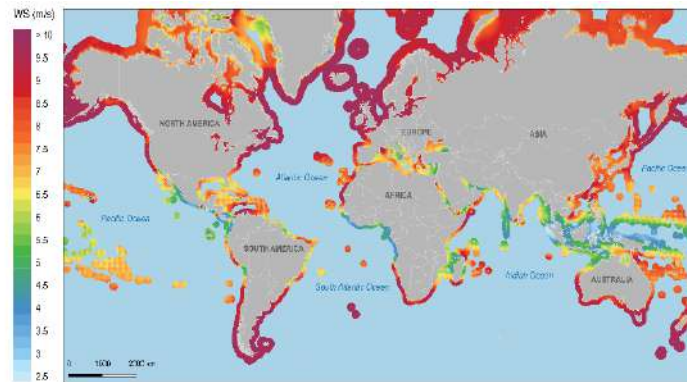 WS (m/s)
> 10
9.5
9
8.5
8
7.5
7
6.5
6
5.5
5
4.5
4
3.5
3
2.5
NORTH AMERICA
EUROPE
ASIA
Atlantic Ocean
Pacific Ocean
AFRICA
Pacific Ocean
SOUTH AMERICA
Indian Ocean
AUSTRALIA
South Atlantic Ocean
0 1500 2000 km